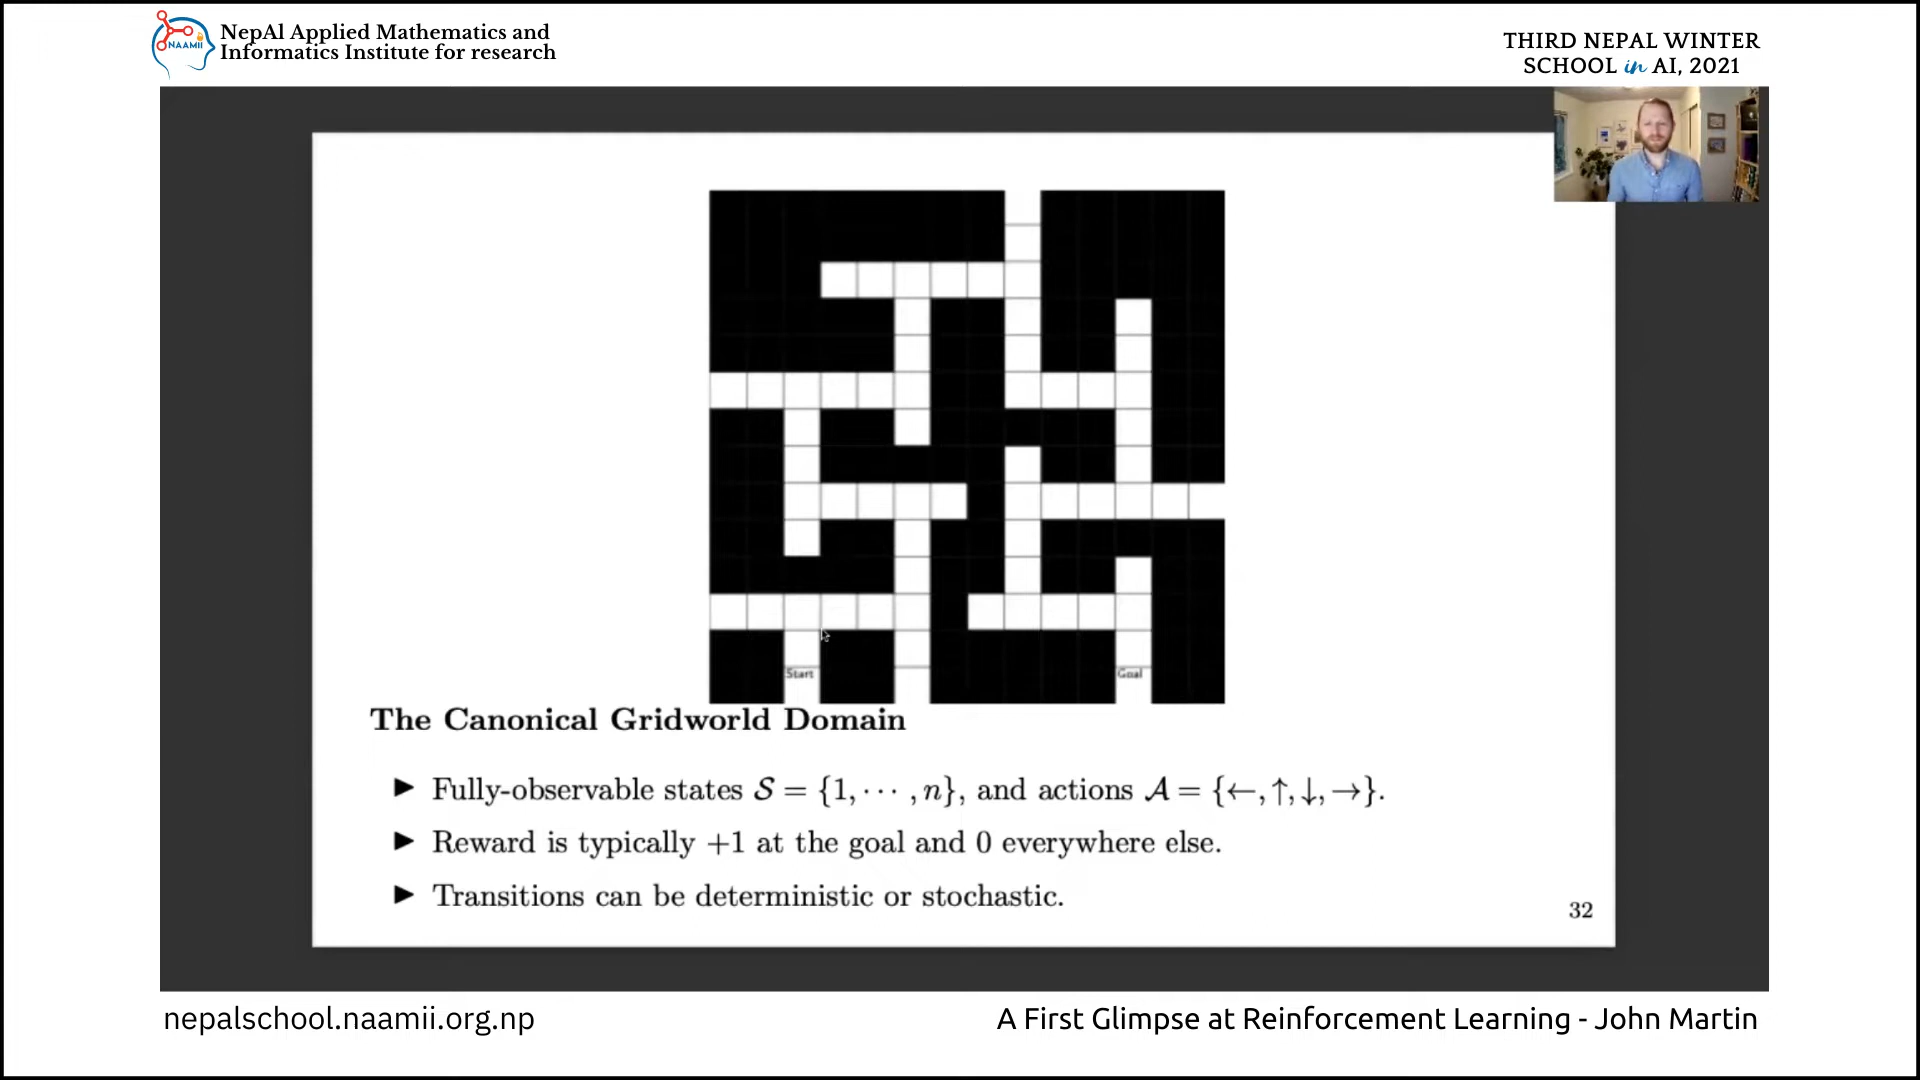 NAAMII
NepAl Applied Mathematics and
Informatics Institute for research
THIRD NEPAL WINTER
SCHOOL in AI, 2021
Start
Goal
The Canonical Gridworld Domain
▶ Fully-observable states 𝒮 = {1, ⋯ , n}, and actions 𝒜 = {←, ↑, ↓, →}.
▶ Reward is typically +1 at the goal and 0 everywhere else.
▶ Transitions can be deterministic or stochastic.
32
nepalschool.naamii.org.np
A First Glimpse at Reinforcement Learning - John Martin